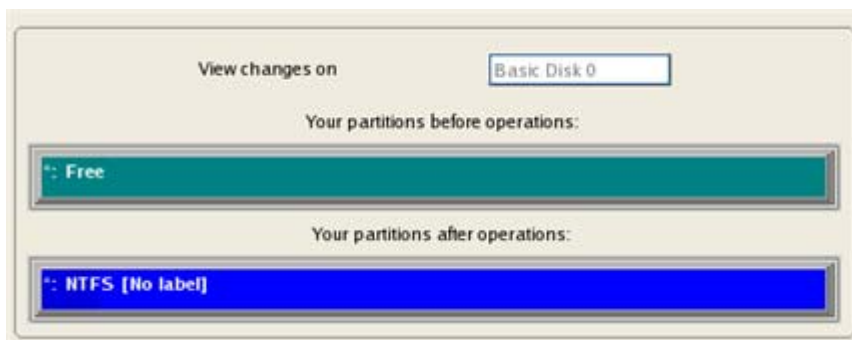 View changes on Basic Disk 0
Your partitions before operations:
*: Free
Your partitions after operations:
*: NTFS [No label]